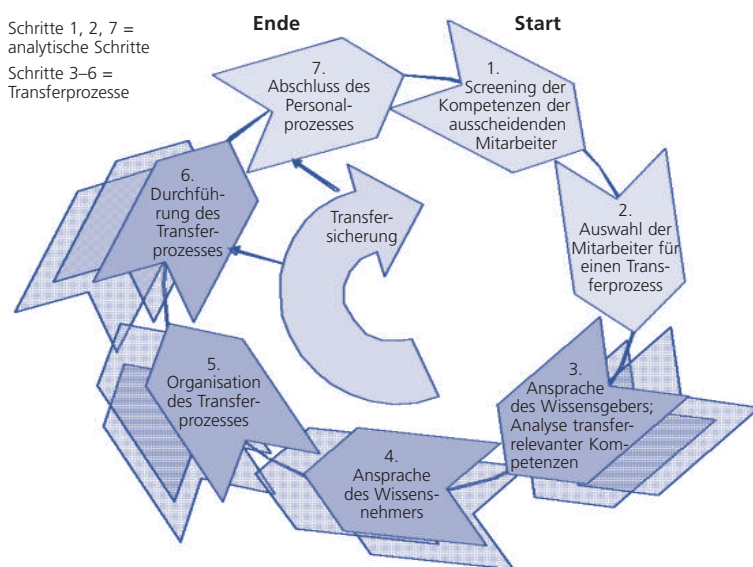 Schritte 1, 2, 7 =
analytische Schritte
Schritte 3–6 =
Transferprozesse
Ende
Start
1.
Screening der
Kompetenzen der
ausscheidenden
Mitarbeiter
2.
Auswahl der
Mitarbeiter für
einen Trans-
ferprozess
3.
Ansprache
des Wissensgebers;
Analyse transfer-
relevanter Kom-
petenzen
4.
Ansprache
des Wissens-
nehmers
5.
Organisation
des Transfer-
prozesses
6.
Durchfüh-
rung des
Transfer-
prozesses
7.
Abschluss des
Personal-
prozesses
Transfer-
sicherung